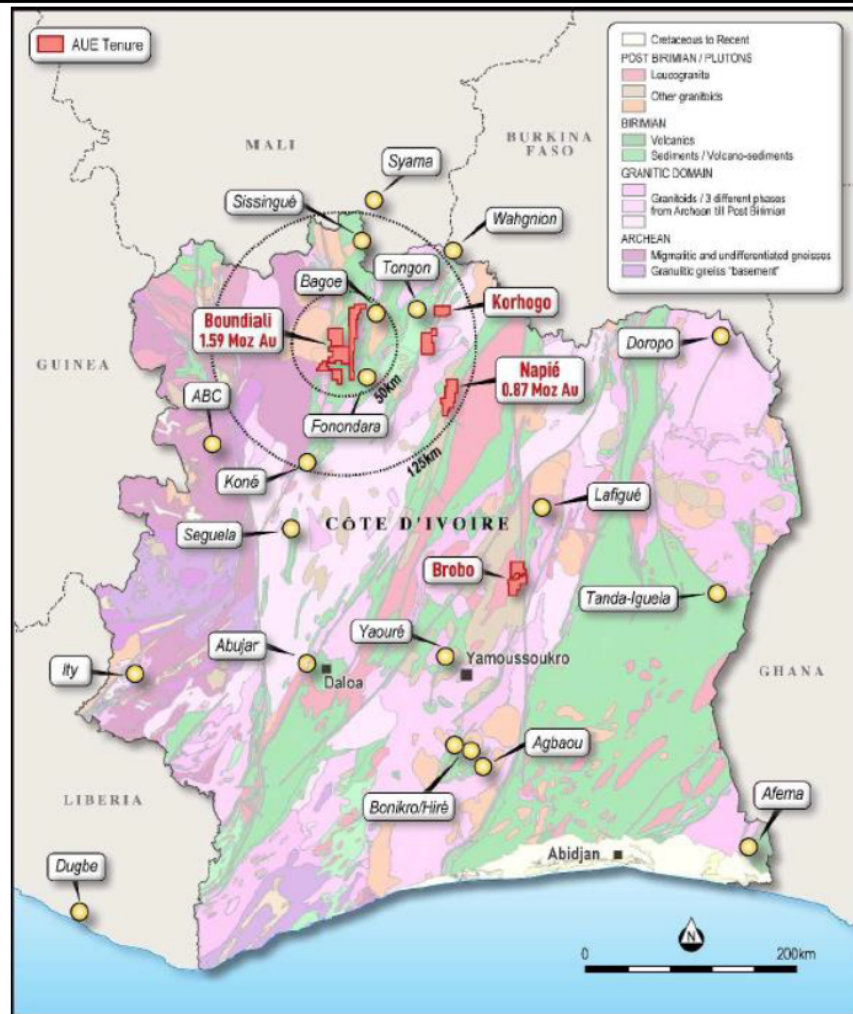 AUE Tenure
Cretaceous to Recent
POST BIRIMIAN / PLUTONS
Leucogranite
Other granitoids
BIRIMIAN
Volcanics
Sediments / Volcano-sediments
GRANITIC DOMAIN
Granitoids / 3 different phases
from Archean till Post Birimian
ARCHEAN
Migmatitic and undifferentiated gneisses
Granulitic gneiss "basement"
MALI
BURKINA
FASO
Syama
Sissingué
Wahgnion
Tongon
Bagoe
Korhogo
Boundiali
1.59 Moz Au
Doropo
GUINEA
Napié
0.87 Moz Au
ABC
50km
Fonondara
125km
Koné
Lafigué
Seguela
CÔTE D'IVOIRE
Brobo
Tanda-Iguela
Yaouré
Abujar
Yamoussoukro
Ity
Daloa
GHANA
Agbaou
LIBERIA
Bonikro/Hiré
Afema
Abidjan
Dugbe
N
0
200km